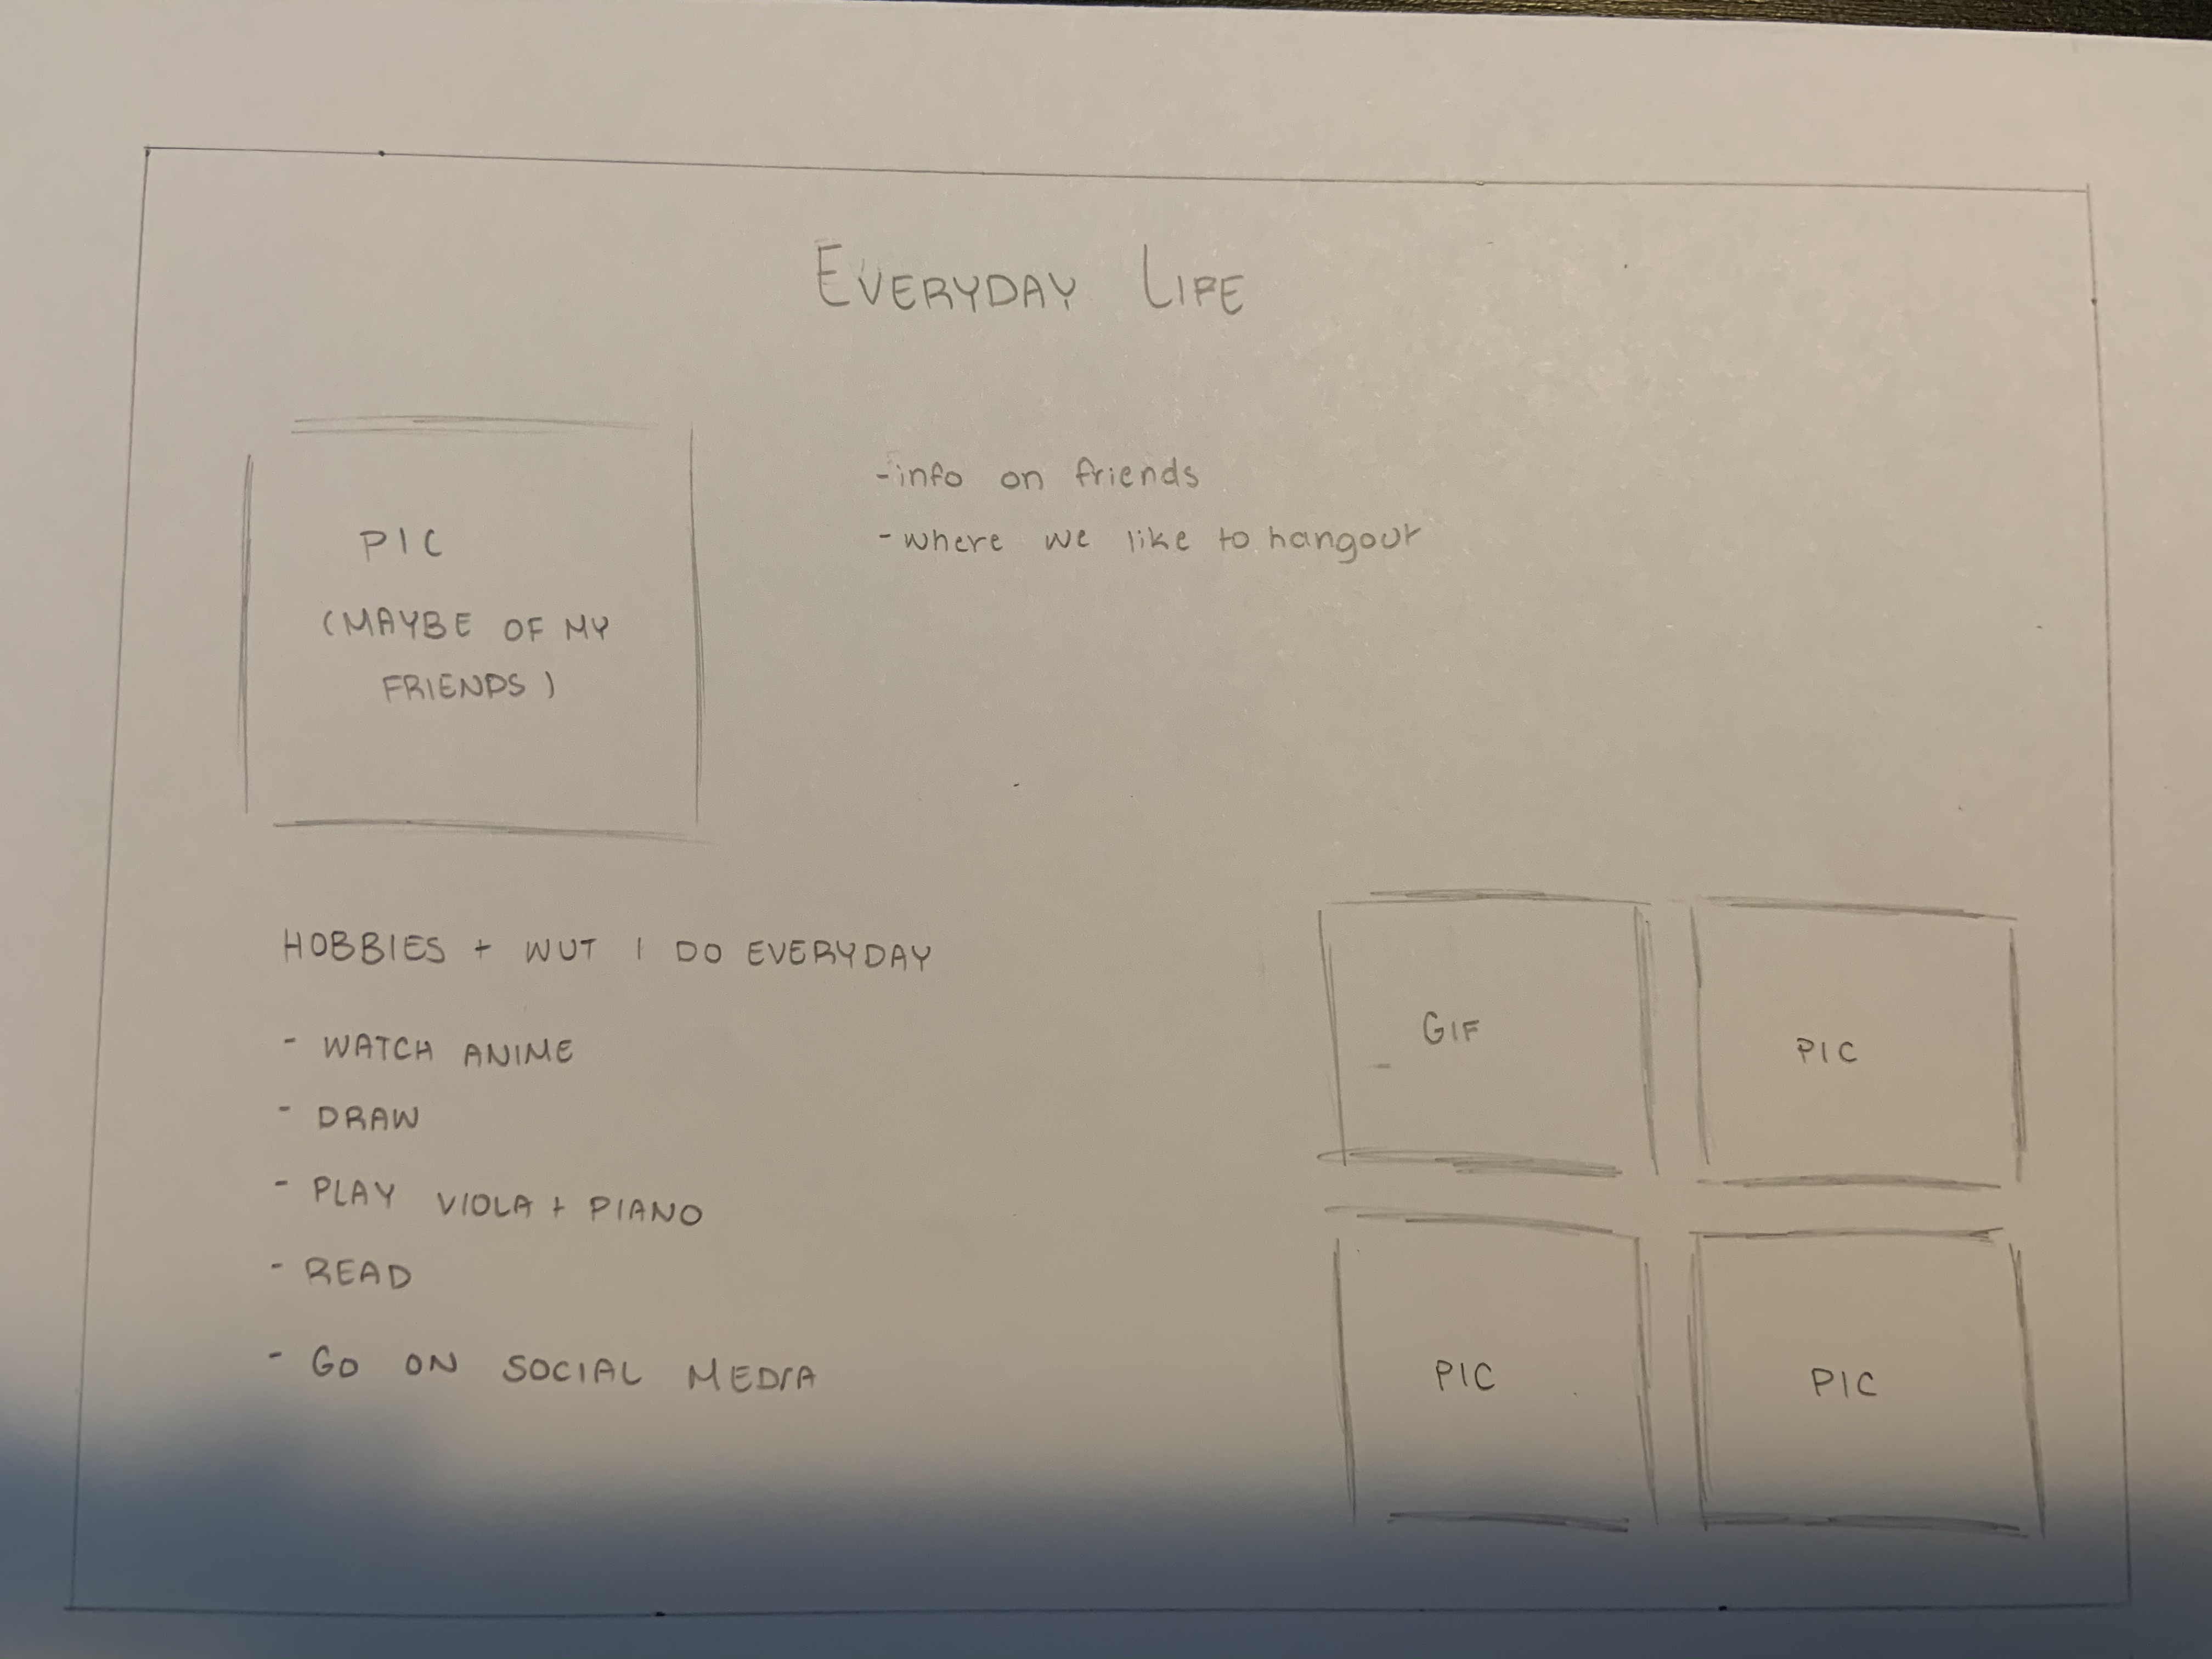 EVERYDAY LIFE
PIC
(MAYBE OF MY
FRIENDS)
-info on friends
-where we like to hangout
HOBBIES + WUT I DO EVERYDAY
- WATCH ANIME
- DRAW
- PLAY VIOLA + PIANO
- READ
- GO ON SOCIAL MEDIA
GIF
PIC
PIC
PIC